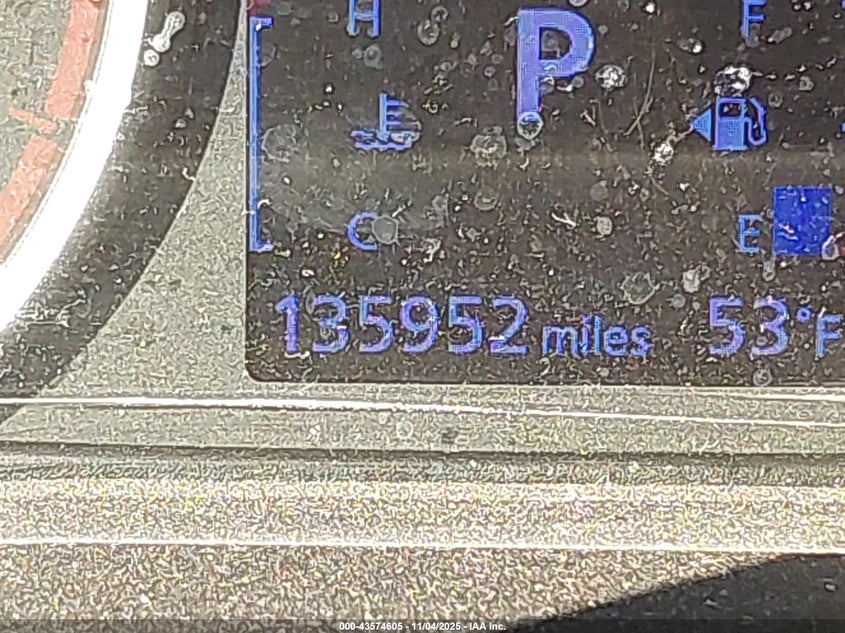 H P F
C E
135952 miles 53°F
000-43574605 - 11/04/2025 - IAA Inc.